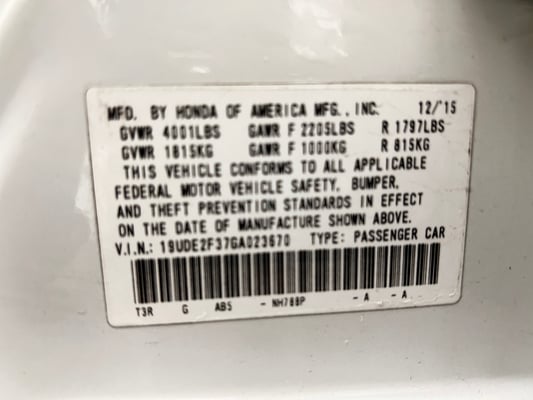 MFD. BY HONDA OF AMERICA MFG., INC. 12/'15
GVWR 4001LBS GAWR F 2205LBS R 1797LBS
GVWR 1815KG GAWR F 1000KG R 815KG
THIS VEHICLE CONFORMS TO ALL APPLICABLE
FEDERAL MOTOR VEHICLE SAFETY, BUMPER,
AND THEFT PREVENTION STANDARDS IN EFFECT
ON THE DATE OF MANUFACTURE SHOWN ABOVE.
V.I.N.: 19UDE2F37GA023670 TYPE: PASSENGER CAR
T3R G AB5 - NH788P - A - A